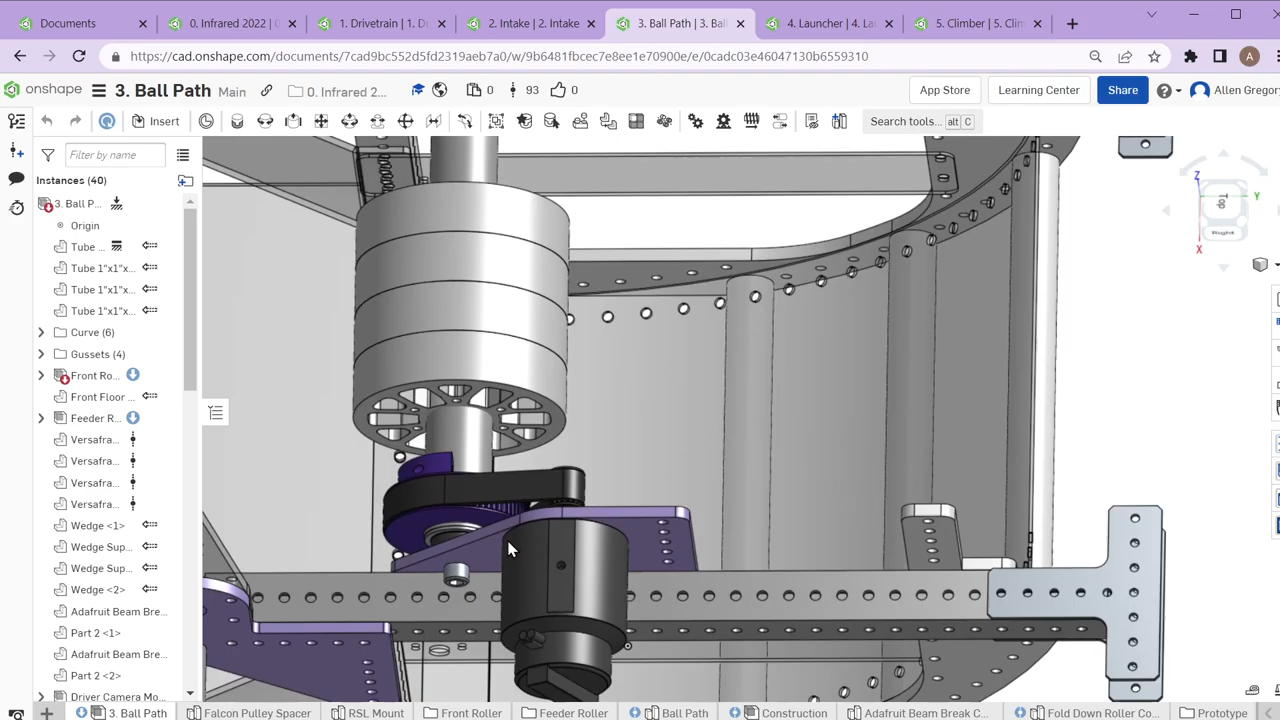 Documents
0. Infrared 2022 |
1. Drivetrain | 1. D
2. Intake | 2. Intake
3. Ball Path | 3. Bal
4. Launcher | 4. La
5. Climber | 5. Clim
https://cad.onshape.com/documents/7cad9bc552d5fd2319aeb7a0/w/9b6481fbcec7e8ee1e70900e/e/0cadc03e46047130b6559310
A
onshape
3. Ball Path Main
0. Infrared 2...
0
93
0
App Store
Learning Center
Share
Allen Gregory
Insert
Search tools... alt C
Filter by name
Instances (40)
3. Ball P...
Origin
Tube ...
Tube 1"x1"x...
Tube 1"x1"x...
Tube 1"x1"x...
Curve (6)
Gussets (4)
Front Ro...
Front Floor ...
Feeder R...
Versafra...
Versafra...
Versafra...
Versafra...
Wedge <1>
Wedge Sup...
Wedge Sup...
Wedge <2>
Adafruit Beam Bre...
Part 2 <1>
Adafruit Beam Bre...
Part 2 <2>
Driver Camera Mo...
Z
Y
X
Top
3. Ball Path
Falcon Pulley Spacer
RSL Mount
Front Roller
Feeder Roller
Ball Path
Construction
Adafruit Beam Break C...
Fold Down Roller Co...
Prototype